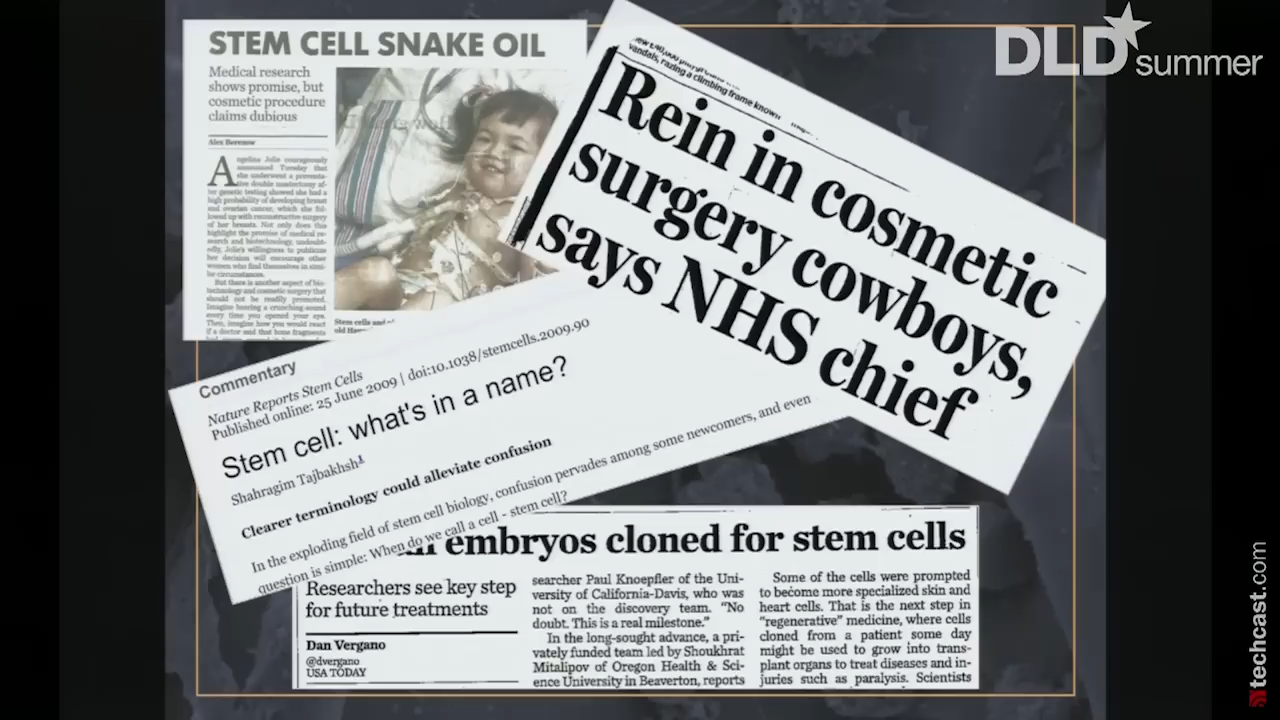 DLD summer
STEM CELL SNAKE OIL
Medical research
shows promise, but
cosmetic procedure
claims dubious
Alex Berezow
Angelina Jolie courageously
announced Tuesday that
she underwent a preventa-
tive double mastectomy af-
ter genetic testing showed she had a
high probability of developing breast
and ovarian cancer, which she fol-
lowed up with reconstructive surgery
of her breasts. Not only does this
highlight the promise of medical re-
search and biotechnology, undoubt-
edly, Jolie's willingness to publicize
her decision will encourage other
women who find themselves in simi-
lar circumstances.
But there is another aspect of bio-
technology and cosmetic surgery that
should not be readily promoted.
Imagine hearing a crunching sound
every time you opened your eye.
Then, imagine how you would react
if a doctor said that bone fragments
Stem cells and
old
vandals, razing a climbing frame known
Rein in cosmetic
surgery cowboys,
says NHS chief
Commentary
Nature Reports Stem Cells
Published online: 25 June 2009 | doi:10.1038/stemcells.2009.90
Stem cell: what's in a name?
Shahragim Tajbakhsh1
Clearer terminology could alleviate confusion
In the exploding field of stem cell biology, confusion pervades among some newcomers, and even
question is simple: When do we call a cell - stem cell?
embryos cloned for stem cells
Researchers see key step
for future treatments
Dan Vergano
@dvergano
USA TODAY
searcher Paul Knoepfler of the Uni-
versity of California-Davis, who was
not on the discovery team. "No
doubt. This is a real milestone."
In the long-sought advance, a pri-
vately funded team led by Shoukhrat
Mitalipov of Oregon Health & Sci-
ence University in Beaverton, reports
Some of the cells were prompted
to become more specialized skin and
heart cells. That is the next step in
"regenerative" medicine, where cells
cloned from a patient some day
might be used to grow into trans-
plant organs to treat diseases and in-
juries such as paralysis. Scientists
techcast.com